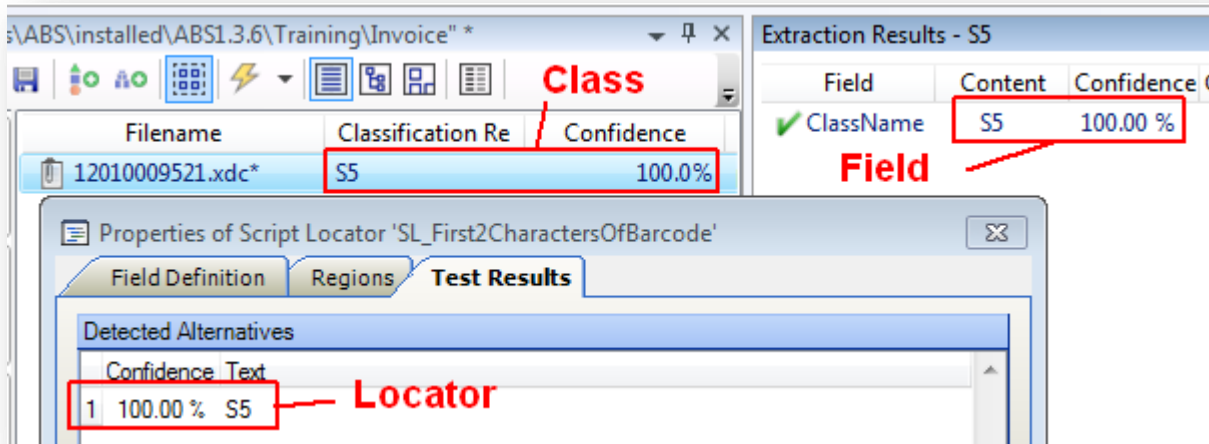 s\ABS\installed\ABS1.3.6\Training\Invoice" *
Class
Filename Classification Re Confidence
12010009521.xdc* S5 100.0%
Extraction Results - S5
Field Content Confidence
ClassName S5 100.00 %
Field
Properties of Script Locator 'SL_First2CharactersOfBarcode'
Field Definition Regions Test Results
Detected Alternatives
Confidence Text
1 100.00 % S5
Locator